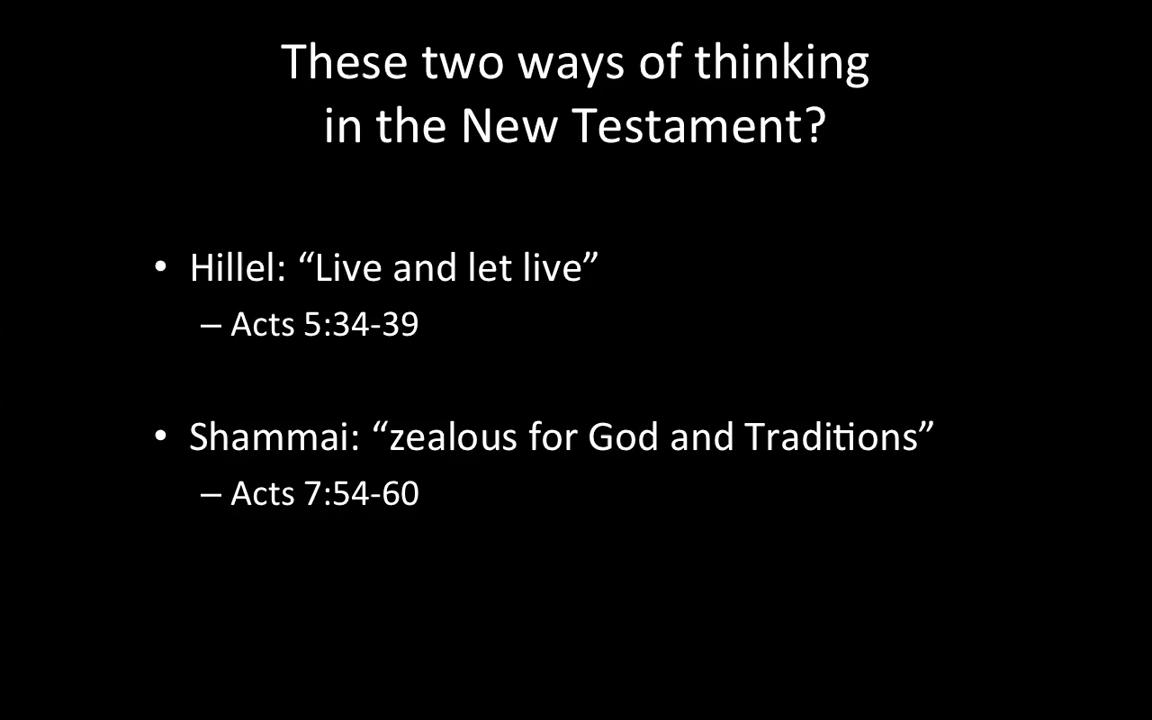 These two ways of thinking
in the New Testament?
• Hillel: “Live and let live”
– Acts 5:34-39
• Shammai: “zealous for God and Traditions”
– Acts 7:54-60